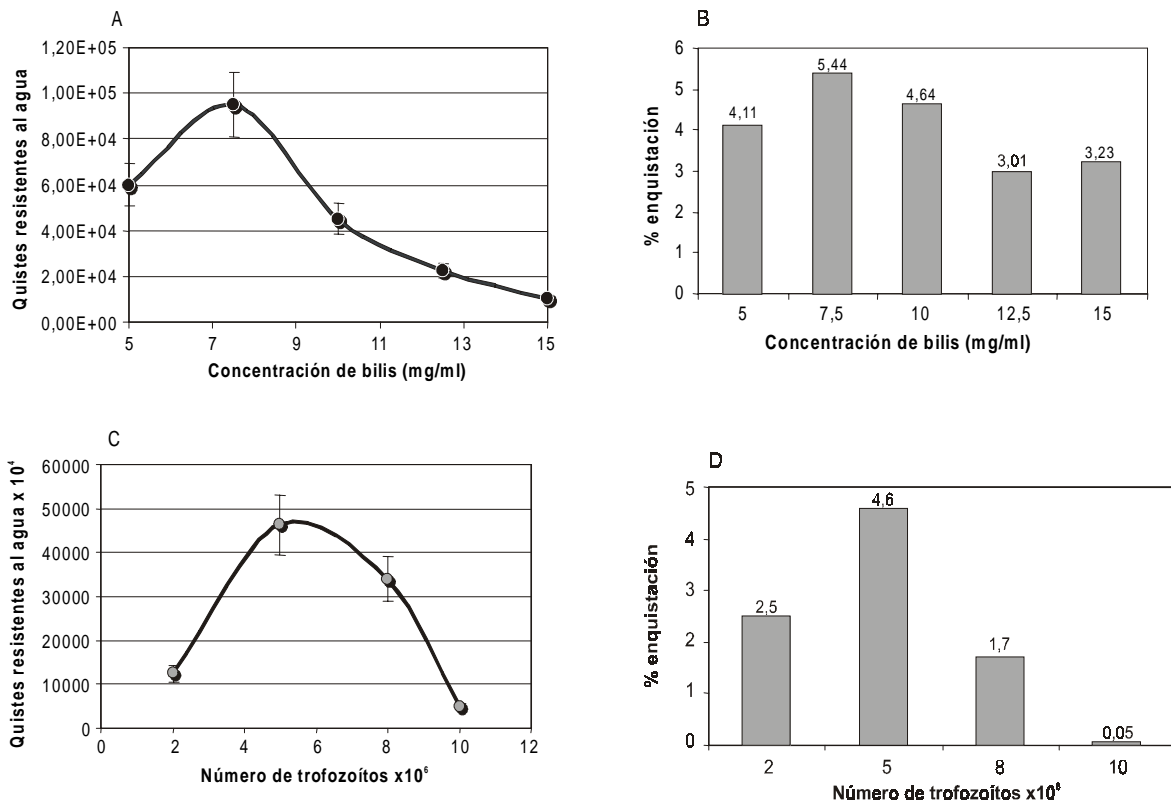 A
1,20E+05
1,00E+05
8,00E+04
6,00E+04
4,00E+04
2,00E+04
0,00E+00
5 7 9 11 13 15
Quistes resistentes al agua
Concentración de bilis (mg/ml)
B
6
5
4
3
2
1
0
4,11
5,44
4,64
3,01
3,23
5 7,5 10 12,5 15
% enquistación
Concentración de bilis (mg/ml)
C
60000
50000
40000
30000
20000
10000
0
0 2 4 6 8 10 12
Quistes resistentes al agua x 10⁴
Número de trofozoítos x10⁶
D
5
4
3
2
1
0
2,5
4,6
1,7
0,05
2 5 8 10
% enquistación
Número de trofozoítos x10⁶